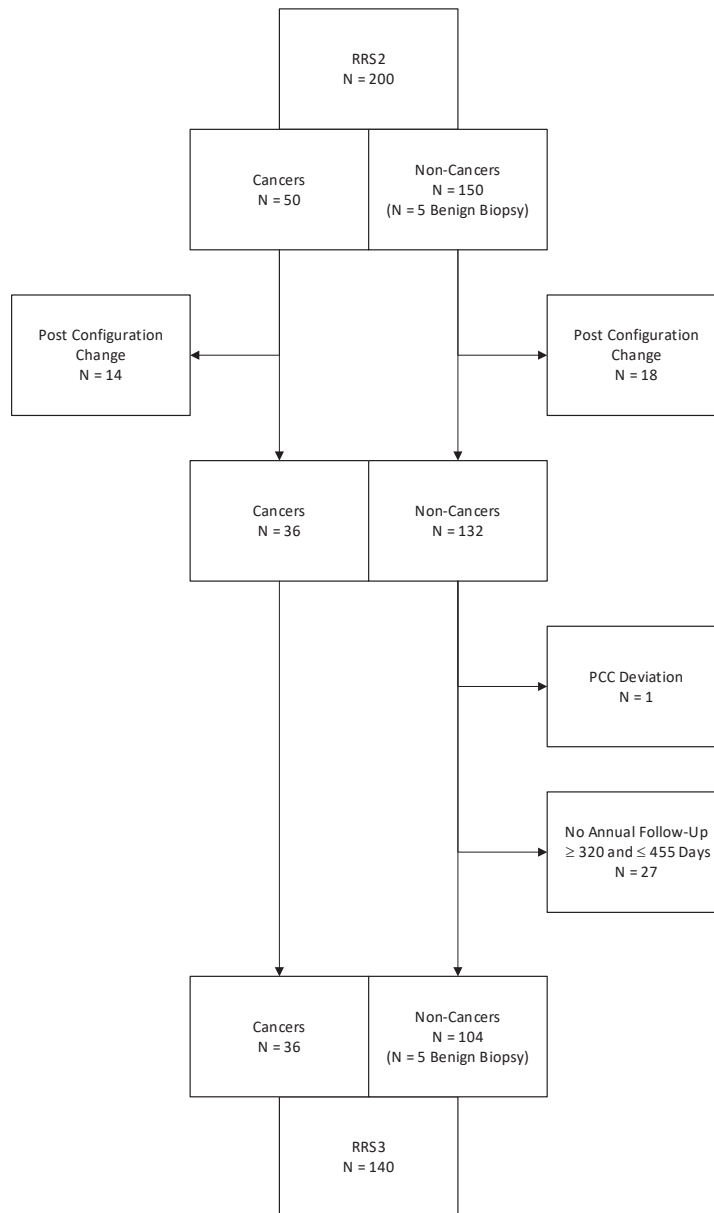 RRS2
N = 200
Cancers
N = 50
Non-Cancers
N = 150
(N = 5 Benign Biopsy)
Post Configuration
Change
N = 14
Post Configuration
Change
N = 18
Cancers
N = 36
Non-Cancers
N = 132
PCC Deviation
N = 1
No Annual Follow-Up
≥ 320 and ≤ 455 Days
N = 27
Cancers
N = 36
Non-Cancers
N = 104
(N = 5 Benign Biopsy)
RRS3
N = 140